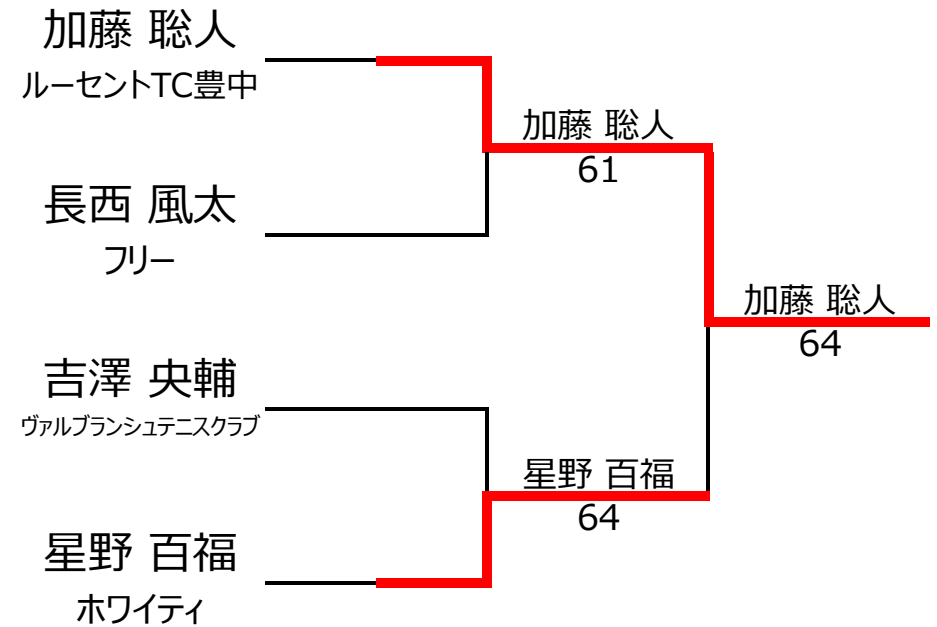 加藤 聡人
ルーセントTC豊中
加藤 聡人
61
長西 風太
フリー
加藤 聡人
64
吉澤 央輔
ヴァルブランシュテニスクラブ
星野 百福
64
星野 百福
ホワイティ